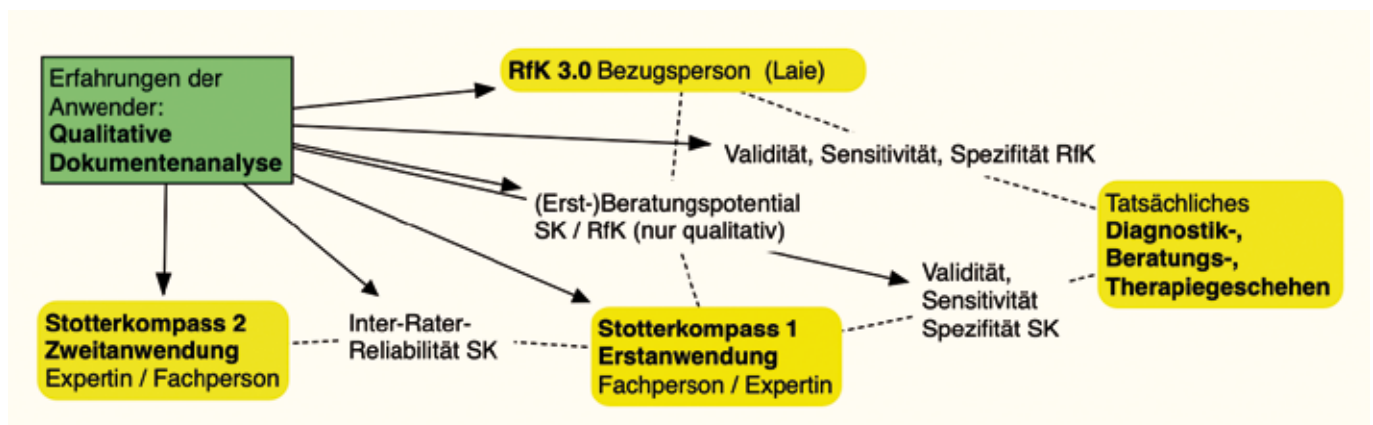 Erfahrungen der
Anwender:
Qualitative
Dokumentenanalyse
RfK 3.0 Bezugsperson (Laie)
Validität, Sensitivität, Spezifität RfK
(Erst-)Beratungspotential
SK / RfK (nur qualitativ)
Tatsächliches
Diagnostik-,
Beratungs-,
Therapiegeschehen
Validität,
Sensitivität
Spezifität SK
Stotterkompass 2
Zweitanwendung
Expertin / Fachperson
Inter-Rater-
Reliabilität SK
Stotterkompass 1
Erstanwendung
Fachperson / Expertin